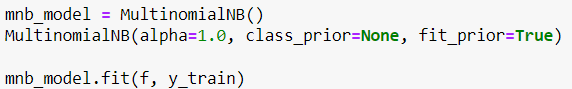 mnb_model = MultinomialNB()
MultinomialNB(alpha=1.0, class_prior=None, fit_prior=True)
mnb_model.fit(f, y_train)